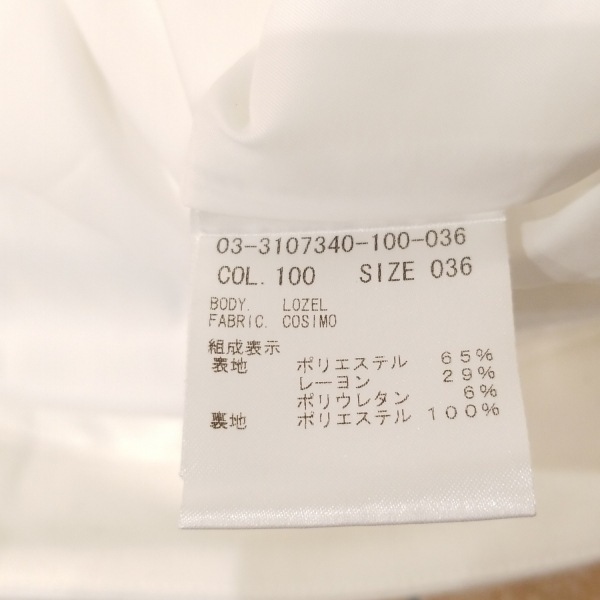 03-3107340-100-036
COL. 100 SIZE 036
BODY. LOZEL
FABRIC. COSIMO
組成表示
表地 ポリエステル 65%
レーヨン 29%
ポリウレタン 6%
裏地 ポリエステル 100%